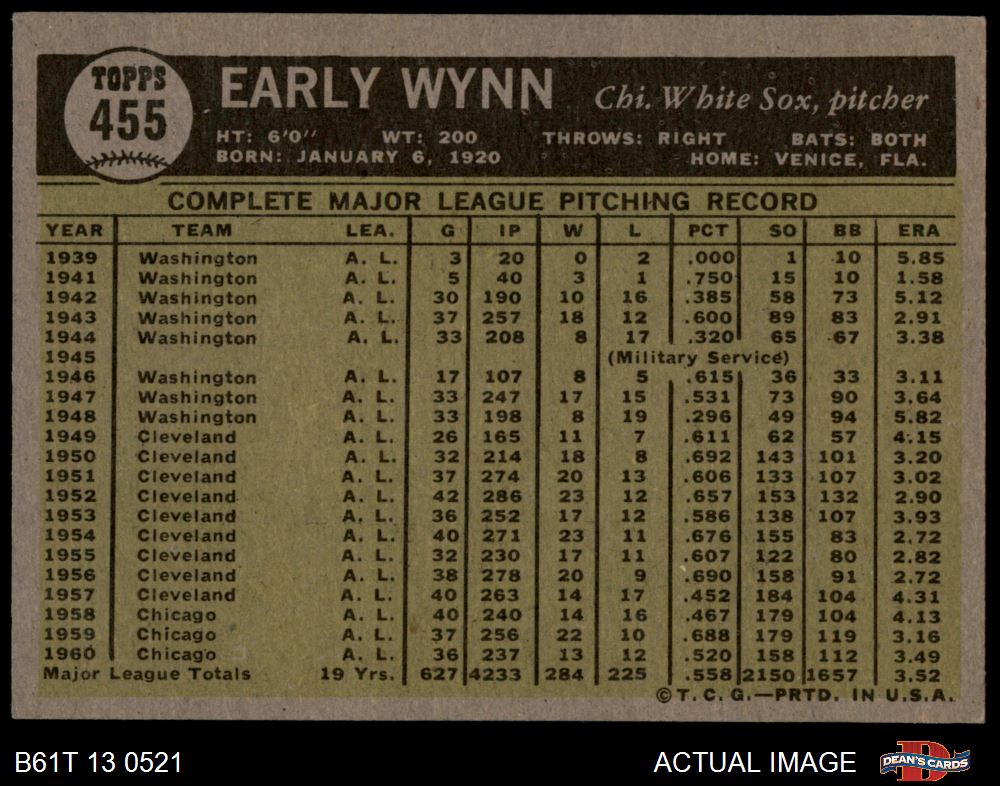 TOPPS
455
EARLY WYNN Chi. White Sox, pitcher
HT: 6'0" WT: 200 THROWS: RIGHT BATS: BOTH
BORN: JANUARY 6, 1920 HOME: VENICE, FLA.
COMPLETE MAJOR LEAGUE PITCHING RECORD
YEAR TEAM LEA. G IP W L PCT SO BB ERA
1939 Washington A. L. 3 20 0 2 .000 1 10 5.85
1941 Washington A. L. 5 40 3 1 .750 15 10 1.58
1942 Washington A. L. 30 190 10 16 .385 58 73 5.12
1943 Washington A. L. 37 257 18 12 .600 89 83 2.91
1944 Washington A. L. 33 208 8 17 .320 65 67 3.38
1945 (Military Service)
1946 Washington A. L. 17 107 8 5 .615 36 33 3.11
1947 Washington A. L. 33 247 17 15 .531 73 90 3.64
1948 Washington A. L. 33 198 8 19 .296 49 94 5.82
1949 Cleveland A. L. 26 165 11 7 .611 62 57 4.15
1950 Cleveland A. L. 32 214 18 8 .692 143 101 3.20
1951 Cleveland A. L. 37 274 20 13 .606 133 107 3.02
1952 Cleveland A. L. 42 286 23 12 .657 153 132 2.90
1953 Cleveland A. L. 36 252 17 12 .586 138 107 3.93
1954 Cleveland A. L. 40 271 23 11 .676 155 83 2.72
1955 Cleveland A. L. 32 230 17 11 .607 122 80 2.82
1956 Cleveland A. L. 38 278 20 9 .690 158 91 2.72
1957 Cleveland A. L. 40 263 14 17 .452 184 104 4.31
1958 Chicago A. L. 40 240 14 16 .467 179 104 4.13
1959 Chicago A. L. 37 256 22 10 .688 179 119 3.16
1960 Chicago A. L. 36 237 13 12 .520 158 112 3.49
Major League Totals 19 Yrs. 627 4233 284 225 .558 2150 1657 3.52
© T. C. G.—PRTD. IN U.S.A.
B61T 13 0521 ACTUAL IMAGE DEAN'S CARDS